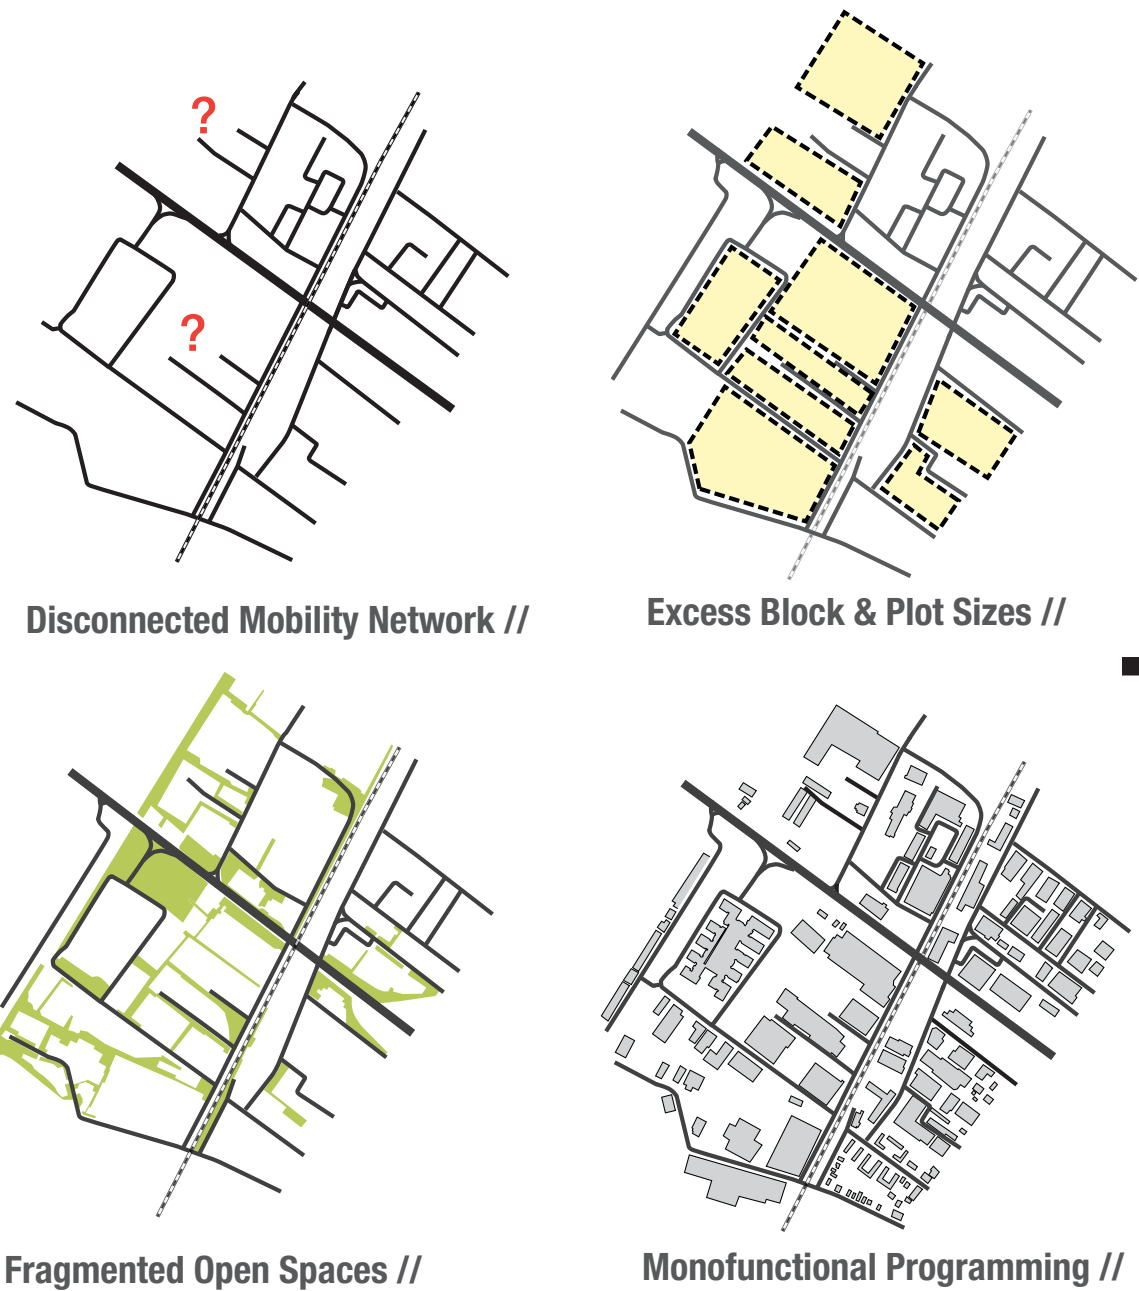 ?
?
Disconnected Mobility Network //
Excess Block & Plot Sizes //
Fragmented Open Spaces //
Monofunctional Programming //